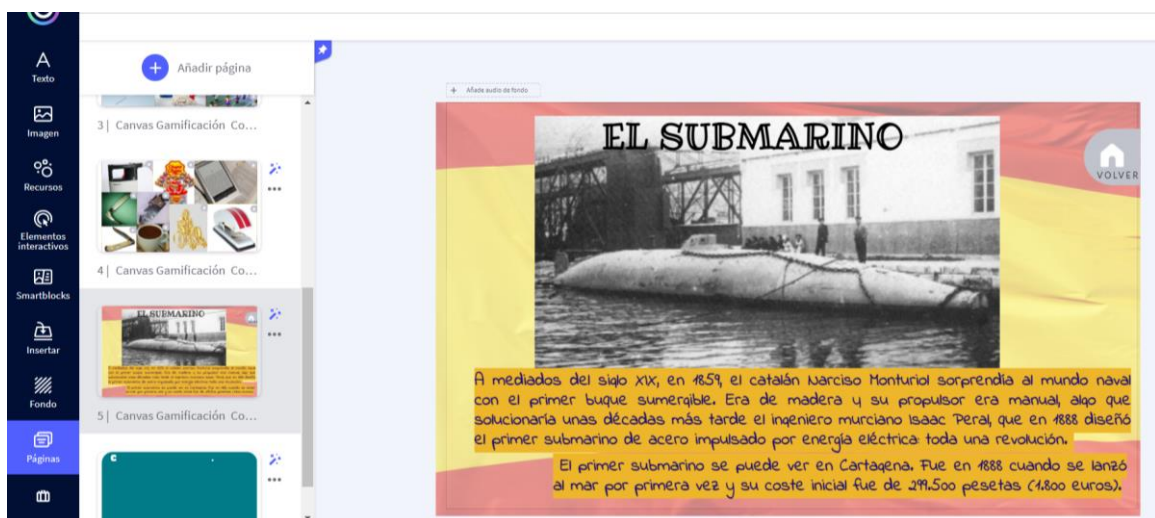 Texto
Imagen
Recursos
Elementos
interactivos
Smartblocks
Insertar
Fondo
Páginas
Añadir página
3 | Canvas Gamificación Co...
4 | Canvas Gamificación Co...
EL SUBMARINO
5 | Canvas Gamificación Co...
Añade audio de fondo
EL SUBMARINO
VOLVER
A mediados del siglo XIX, en 1859, el catalán Narciso Monturiol sorprendía al mundo naval
con el primer buque sumergible. Era de madera y su propulsor era manual, algo que
solucionaría unas décadas más tarde el ingeniero murciano Isaac Peral, que en 1888 diseñó
el primer submarino de acero impulsado por energía eléctrica: toda una revolución.
El primer submarino se puede ver en Cartagena. Fue en 1888 cuando se lanzó
al mar por primera vez y su coste inicial fue de 299.500 pesetas (1.800 euros).